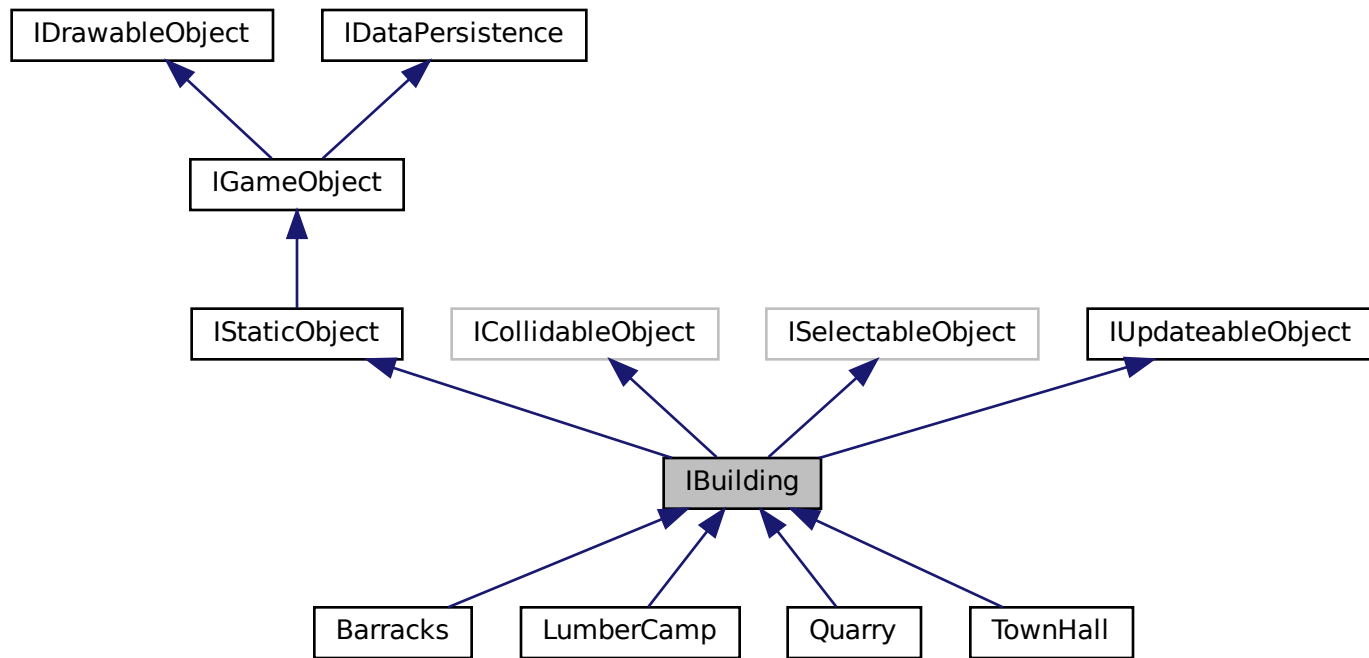 IDrawableObject
IDataPersistence
IGameObject
IStaticObject
ICollidableObject
ISelectableObject
IUpdateableObject
IBuilding
Barracks
LumberCamp
Quarry
TownHall